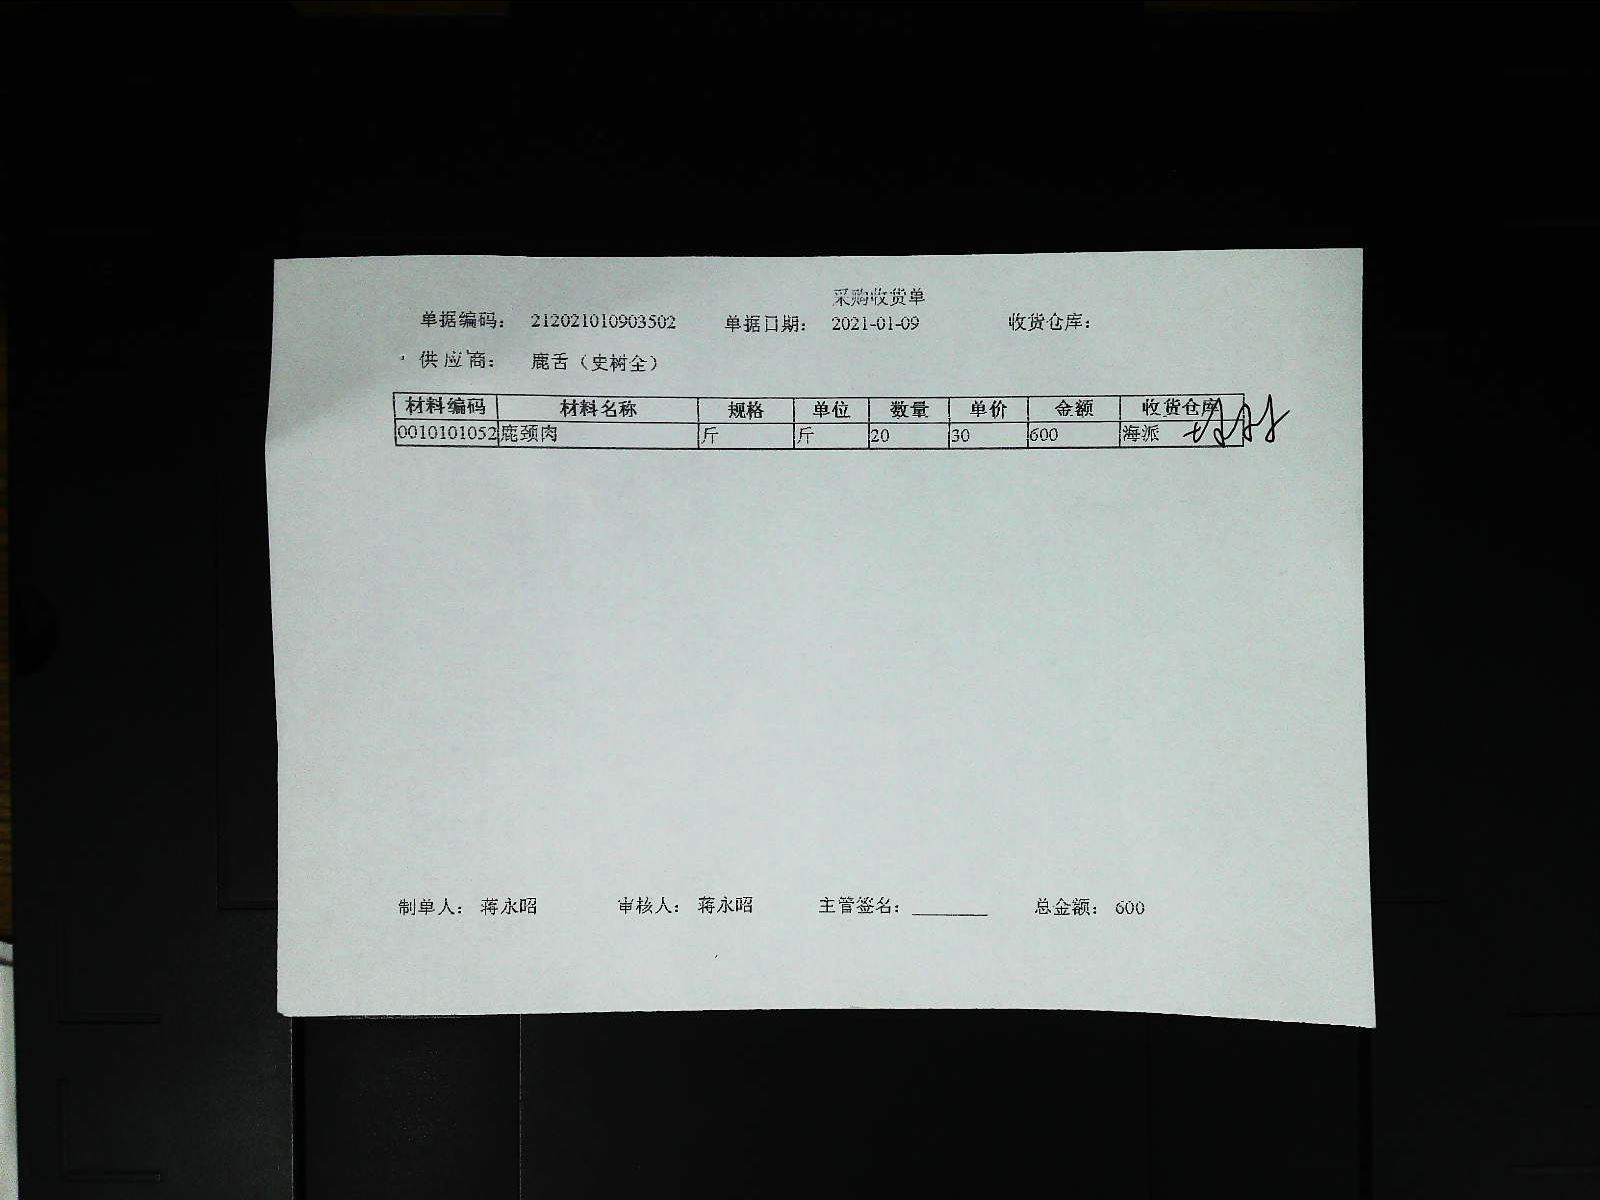 采购收货单
单据编码： 212021010903502 单据日期： 2021-01-09 收货仓库：
供应商： 鹿舌（史树全）
材料编码 材料名称 规格 单位 数量 单价 金额 收货仓库
0010101052 鹿颈肉 斤 斤 20 30 600 海派
制单人： 蒋永昭 审核人： 蒋永昭 主管签名： 总金额： 600